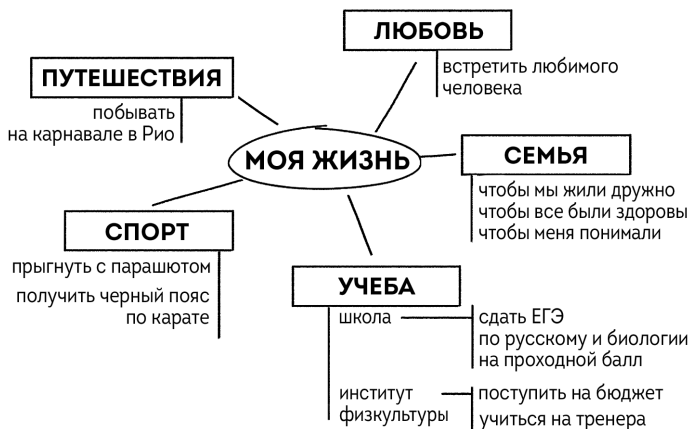 ЛЮБОВЬ
встретить любимого
человека
ПУТЕШЕСТВИЯ
побывать
на карнавале в Рио
МОЯ ЖИЗНЬ
СЕМЬЯ
чтобы мы жили дружно
чтобы все были здоровы
чтобы меня понимали
СПОРТ
прыгнуть с парашютом
получить черный пояс
по карате
УЧЕБА
школа
сдать ЕГЭ
по русскому и биологии
на проходной балл
институт
физкультуры
поступить на бюджет
учиться на тренера